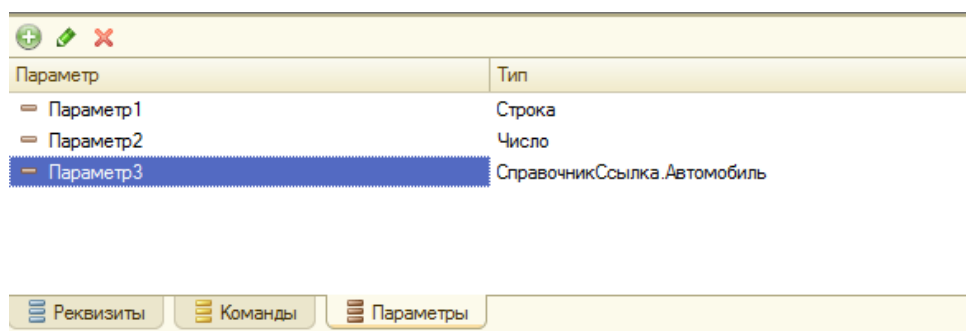 Параметр Тип
Параметр1 Строка
Параметр2 Число
Параметр3 СправочникСсылка.Автомобиль
Реквизиты Команды Параметры